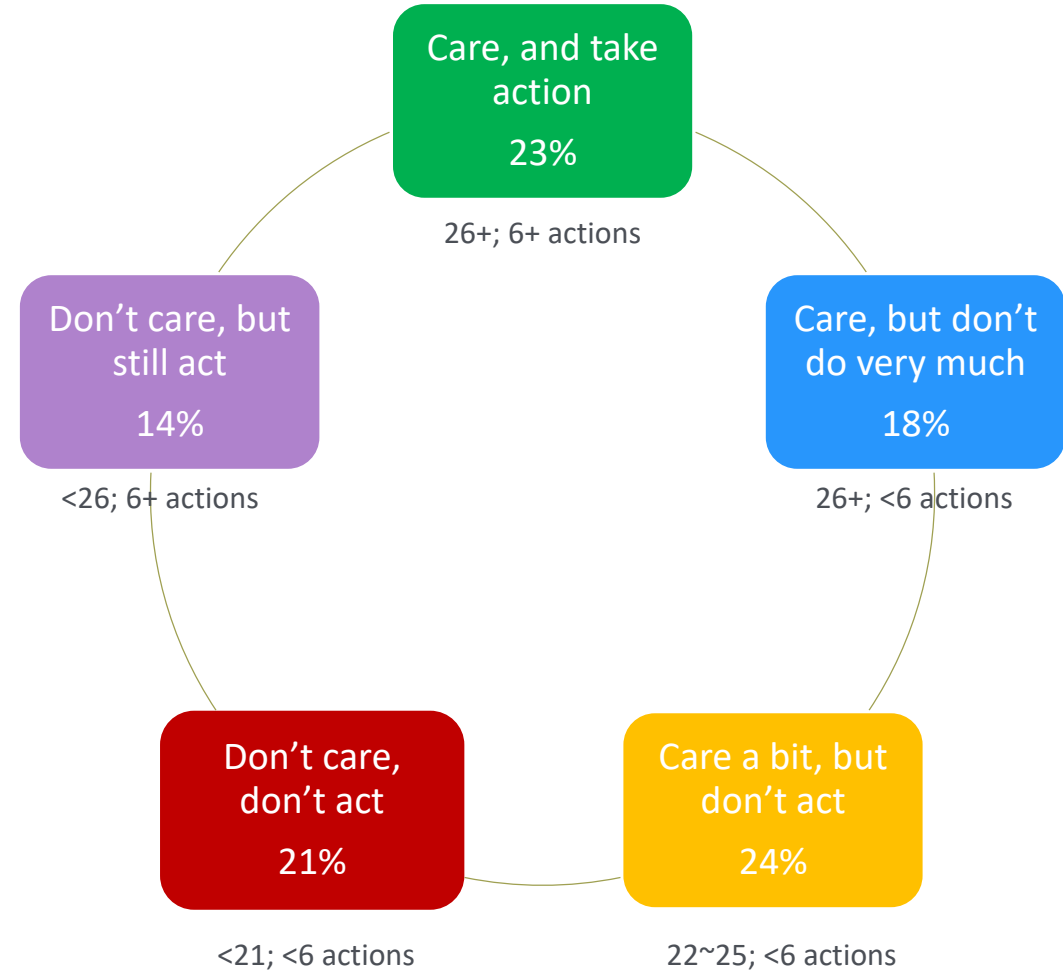 Care, and take
action
23%
26+; 6+ actions
Care, but don’t
do very much
18%
26+; <6 actions
Care a bit, but
don’t act
24%
22~25; <6 actions
Don’t care,
don’t act
21%
<21; <6 actions
Don’t care, but
still act
14%
<26; 6+ actions